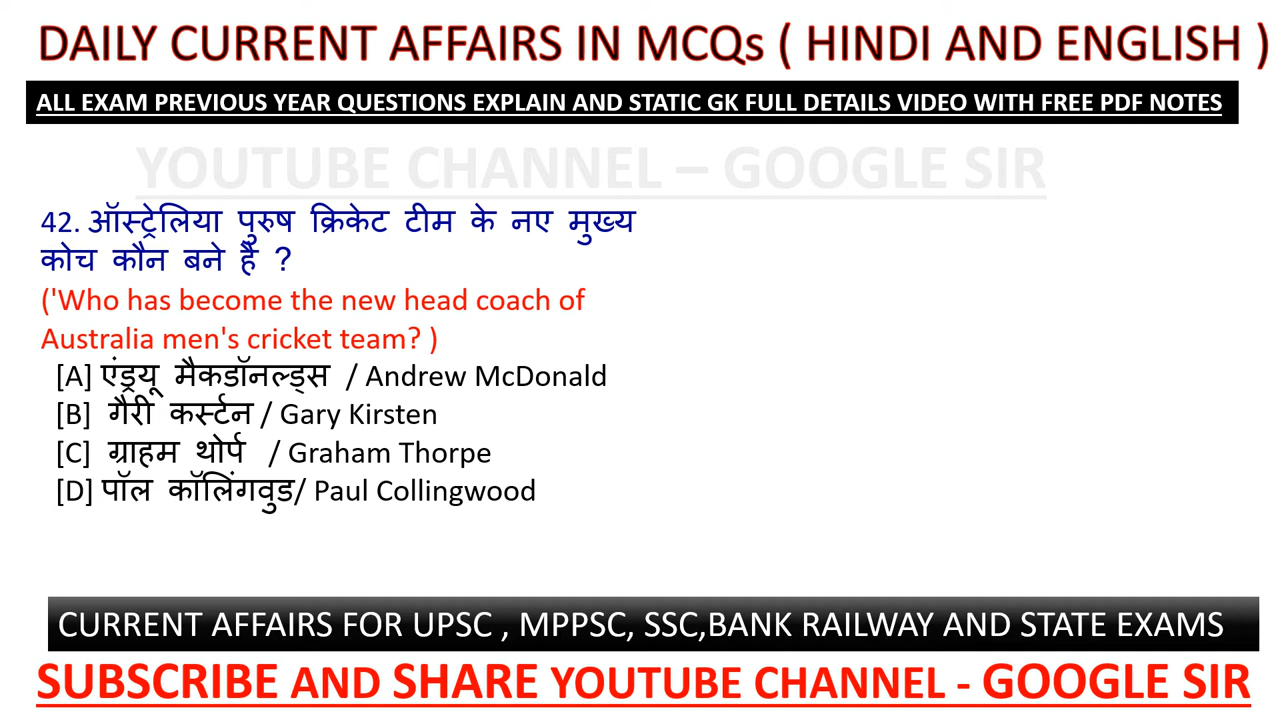 DAILY CURRENT AFFAIRS IN MCQs ( HINDI AND ENGLISH )
ALL EXAM PREVIOUS YEAR QUESTIONS EXPLAIN AND STATIC GK FULL DETAILS VIDEO WITH FREE PDF NOTES
YOUTUBE CHANNEL – GOOGLE SIR
42. ऑस्ट्रेलिया पुरुष क्रिकेट टीम के नए मुख्य
कोच कौन बने हैं ?
('Who has become the new head coach of
Australia men's cricket team? )
[A] एंड्रयू मैकडॉनल्ड्स / Andrew McDonald
[B] गैरी कर्स्टन / Gary Kirsten
[C] ग्राहम थोर्प / Graham Thorpe
[D] पॉल कॉलिंगवुड/ Paul Collingwood
CURRENT AFFAIRS FOR UPSC , MPPSC, SSC,BANK RAILWAY AND STATE EXAMS
SUBSCRIBE AND SHARE YOUTUBE CHANNEL - GOOGLE SIR